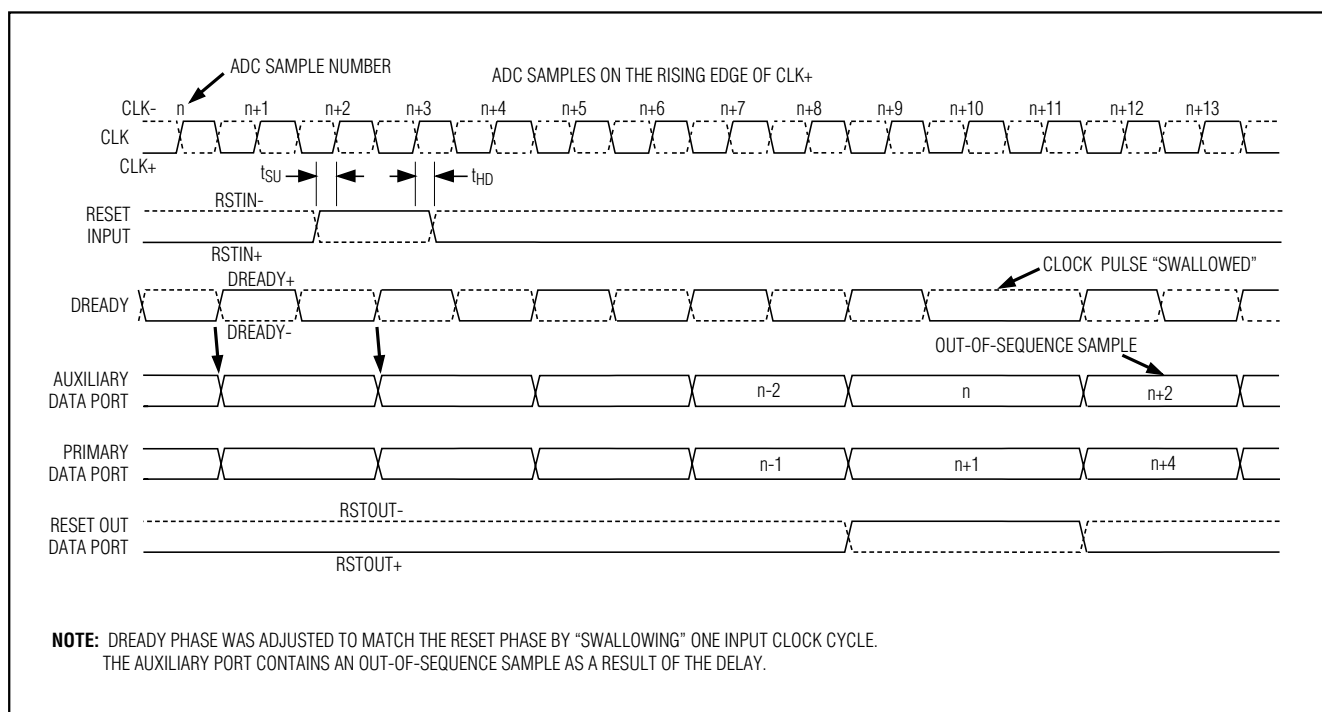 ADC SAMPLE NUMBER
ADC SAMPLES ON THE RISING EDGE OF CLK+
CLK- n n+1 n+2 n+3 n+4 n+5 n+6 n+7 n+8 n+9 n+10 n+11 n+12 n+13
CLK
CLK+
tSU tHD
RSTIN-
RESET INPUT
RSTIN+
CLOCK PULSE “SWALLOWED”
DREADY+
DREADY
DREADY-
OUT-OF-SEQUENCE SAMPLE
AUXILIARY
DATA PORT n-2 n n+2
PRIMARY
DATA PORT n-1 n+1 n+4
RSTOUT-
RESET OUT
DATA PORT
RSTOUT+
NOTE: DREADY PHASE WAS ADJUSTED TO MATCH THE RESET PHASE BY “SWALLOWING” ONE INPUT CLOCK CYCLE.
THE AUXILIARY PORT CONTAINS AN OUT-OF-SEQUENCE SAMPLE AS A RESULT OF THE DELAY.